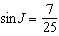 sin J = 7/25